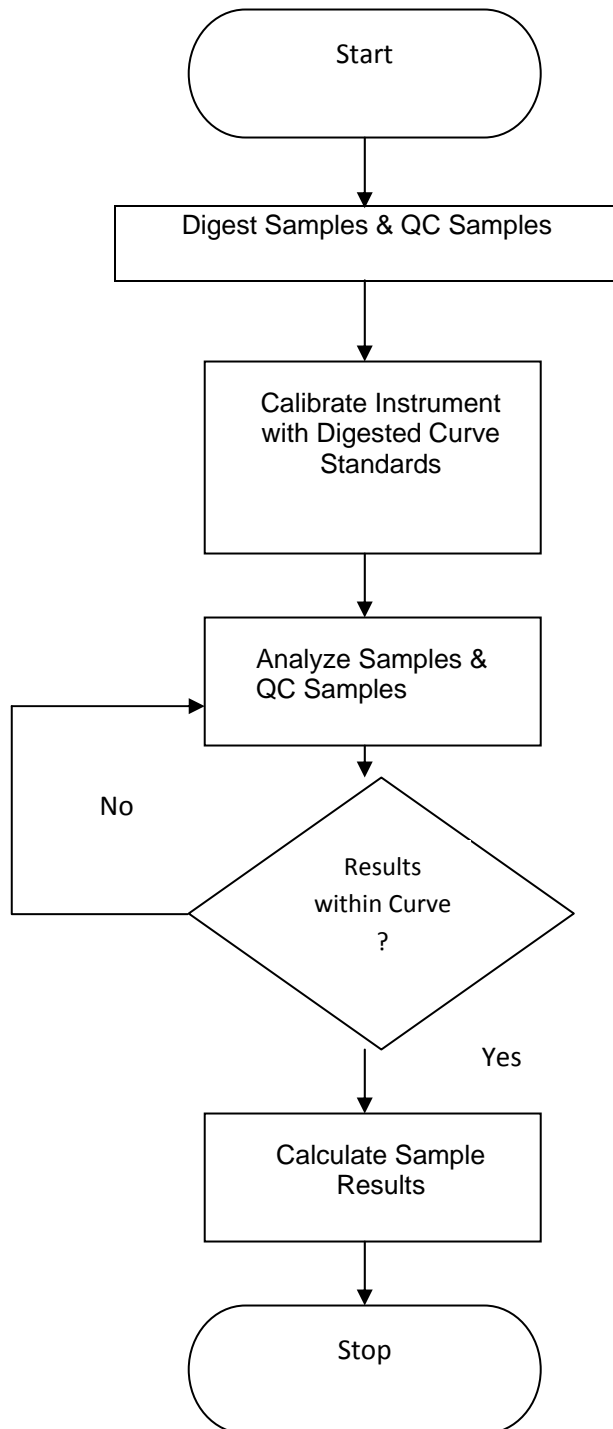 Start
Digest Samples & QC Samples
Calibrate Instrument
with Digested Curve
Standards
Analyze Samples &
QC Samples
No
Results
within Curve
?
Yes
Calculate Sample
Results
Stop